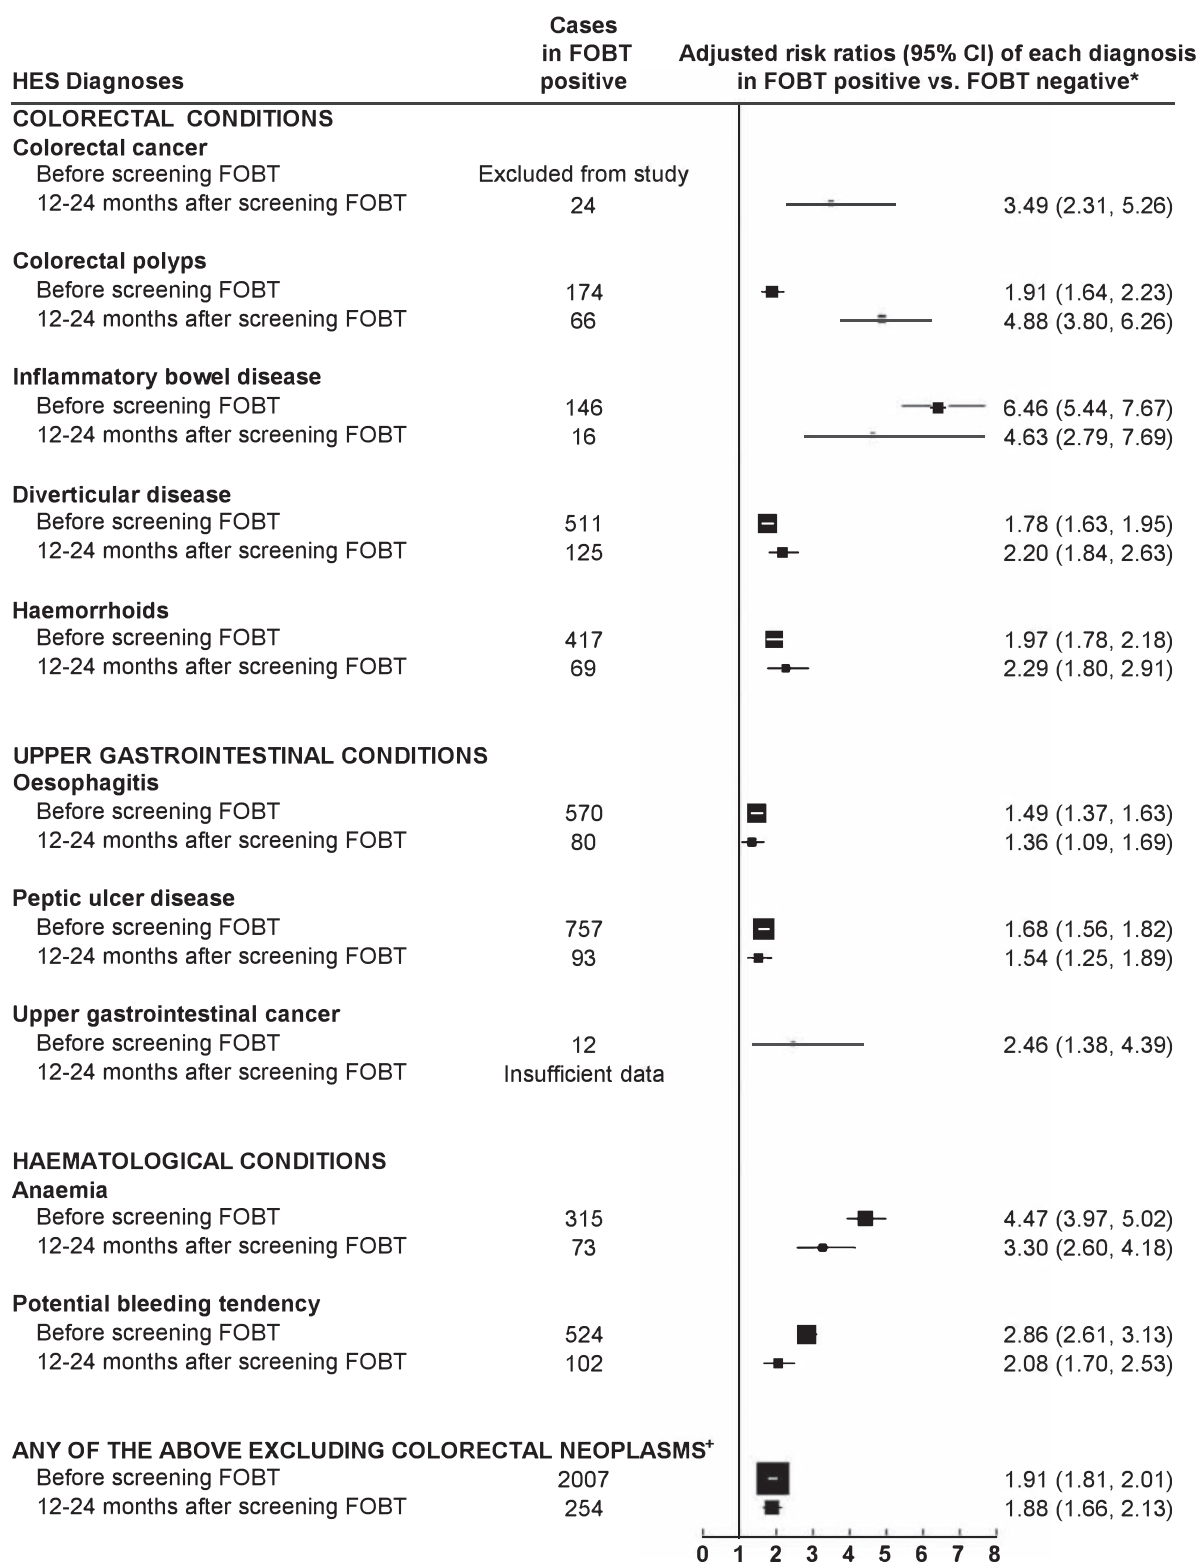 Cases
in FOBT
positive
Adjusted risk ratios (95% CI) of each diagnosis
in FOBT positive vs. FOBT negative*
HES Diagnoses
COLORECTAL CONDITIONS
Colorectal cancer
Before screening FOBT Excluded from study
12-24 months after screening FOBT 24 3.49 (2.31, 5.26)
Colorectal polyps
Before screening FOBT 174 1.91 (1.64, 2.23)
12-24 months after screening FOBT 66 4.88 (3.80, 6.26)
Inflammatory bowel disease
Before screening FOBT 146 6.46 (5.44, 7.67)
12-24 months after screening FOBT 16 4.63 (2.79, 7.69)
Diverticular disease
Before screening FOBT 511 1.78 (1.63, 1.95)
12-24 months after screening FOBT 125 2.20 (1.84, 2.63)
Haemorrhoids
Before screening FOBT 417 1.97 (1.78, 2.18)
12-24 months after screening FOBT 69 2.29 (1.80, 2.91)
UPPER GASTROINTESTINAL CONDITIONS
Oesophagitis
Before screening FOBT 570 1.49 (1.37, 1.63)
12-24 months after screening FOBT 80 1.36 (1.09, 1.69)
Peptic ulcer disease
Before screening FOBT 757 1.68 (1.56, 1.82)
12-24 months after screening FOBT 93 1.54 (1.25, 1.89)
Upper gastrointestinal cancer
Before screening FOBT 12 2.46 (1.38, 4.39)
12-24 months after screening FOBT Insufficient data
HAEMATOLOGICAL CONDITIONS
Anaemia
Before screening FOBT 315 4.47 (3.97, 5.02)
12-24 months after screening FOBT 73 3.30 (2.60, 4.18)
Potential bleeding tendency
Before screening FOBT 524 2.86 (2.61, 3.13)
12-24 months after screening FOBT 102 2.08 (1.70, 2.53)
ANY OF THE ABOVE EXCLUDING COLORECTAL NEOPLASMS+
Before screening FOBT 2007 1.91 (1.81, 2.01)
12-24 months after screening FOBT 254 1.88 (1.66, 2.13)
0 1 2 3 4 5 6 7 8